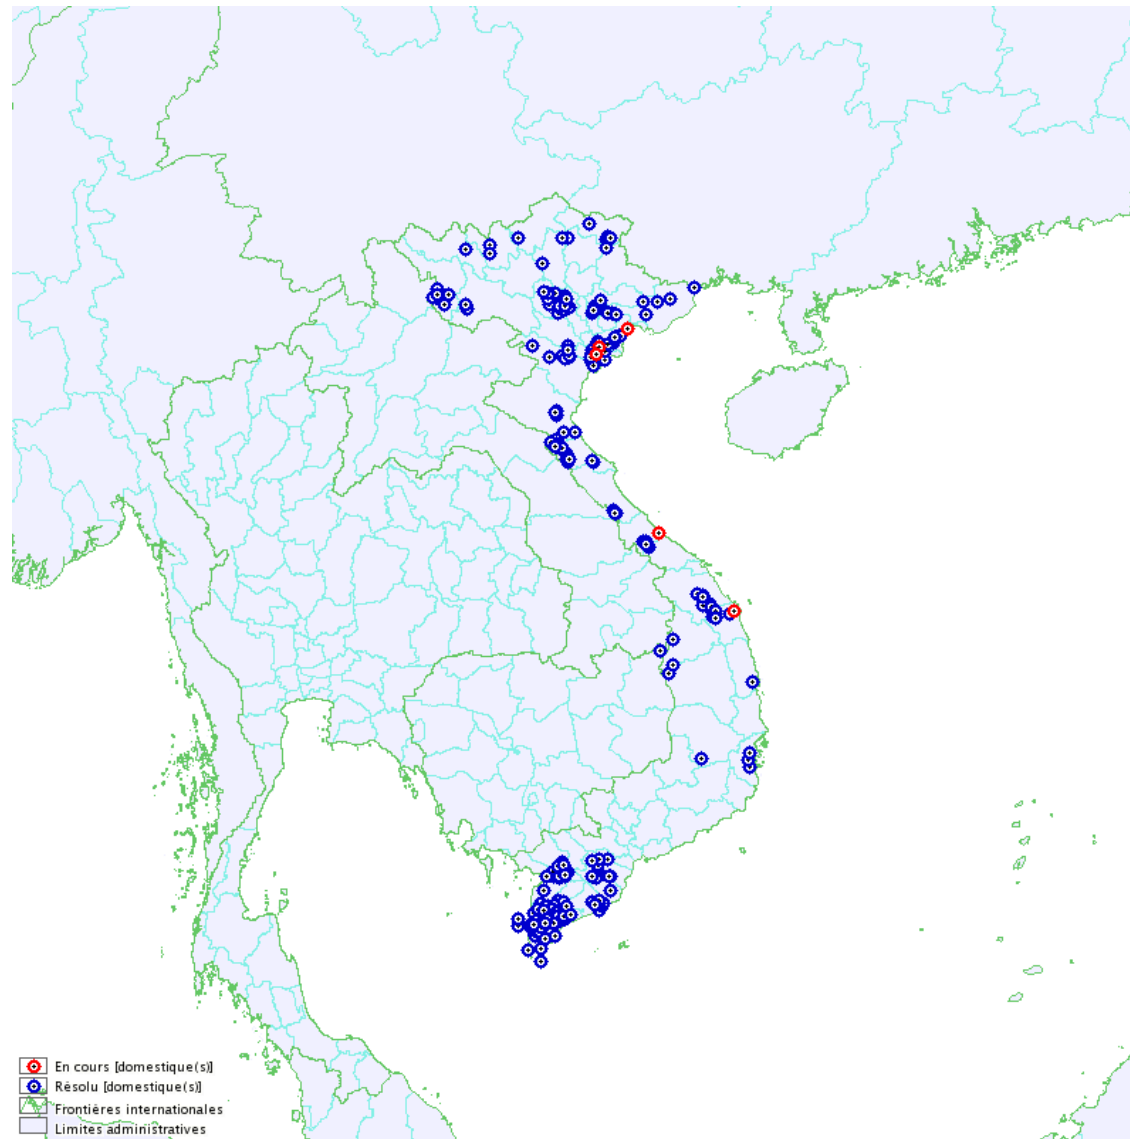 En cours [domestique(s)]
Résolu [domestique(s)]
Frontières internationales
Limites administratives